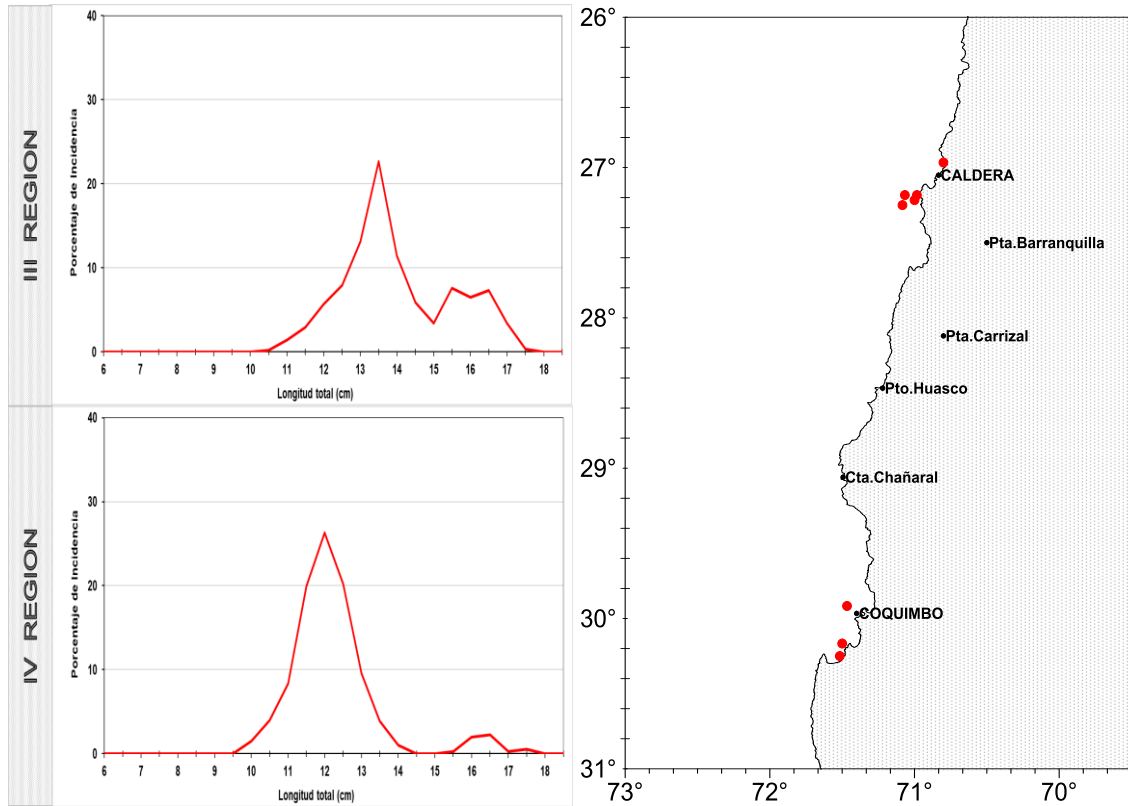 III REGION
Porcentaje de Incidencia
40
30
20
10
0
6 7 8 9 10 11 12 13 14 15 16 17 18
Longitud total (cm)
IV REGION
Porcentaje de Incidencia
40
30
20
10
0
6 7 8 9 10 11 12 13 14 15 16 17 18
Longitud total (cm)
26°
27°
28°
29°
30°
31°
CALDERA
Pta.Barranquilla
Pta.Carrizal
Pto.Huasco
Cta.Chañaral
COQUIMBO
73° 72° 71° 70°